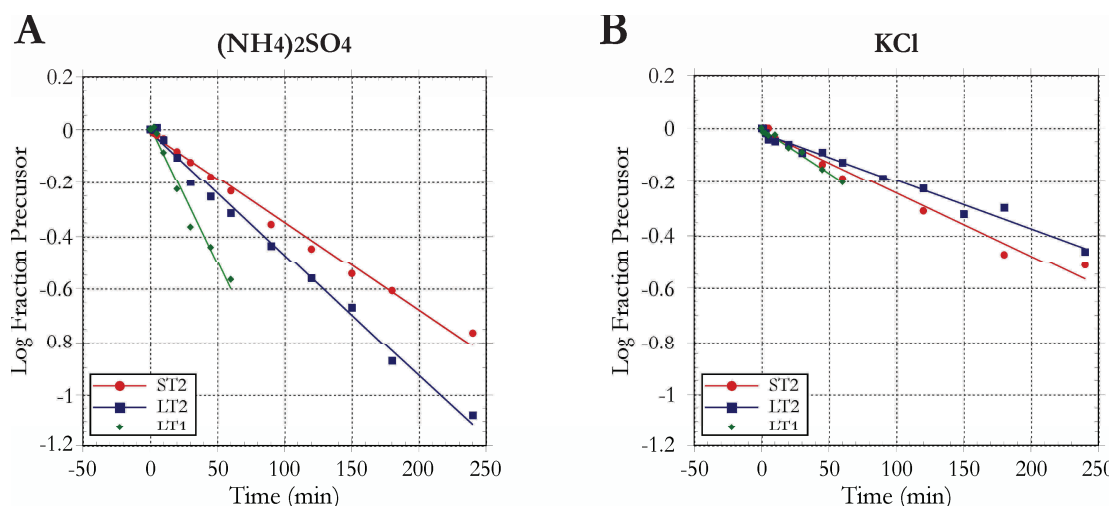 A
(NH4)2SO4
0.2
0
-0.2
-0.4
-0.6
-0.8
-1
-1.2
Log Fraction Precursor
-50
0
50
100
150
200
250
Time (min)
ST2
LT2
LT1
B
KCl
0.2
0
-0.2
-0.4
-0.6
-0.8
-1
-1.2
Log Fraction Precursor
-50
0
50
100
150
200
250
Time (min)
ST2
LT2
LT1